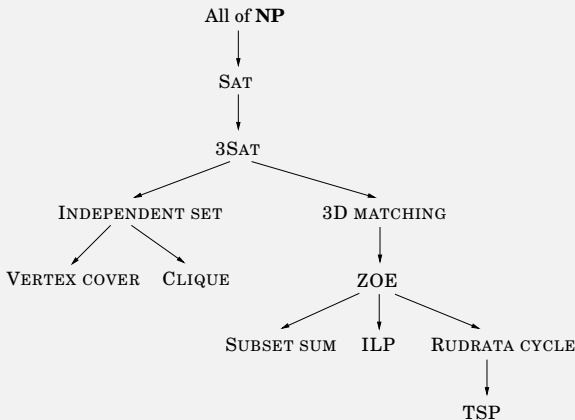 All of NP
SAT
3SAT
INDEPENDENT SET
3D MATCHING
VERTEX COVER
CLIQUE
ZOE
SUBSET SUM
ILP
RUDRATA CYCLE
TSP